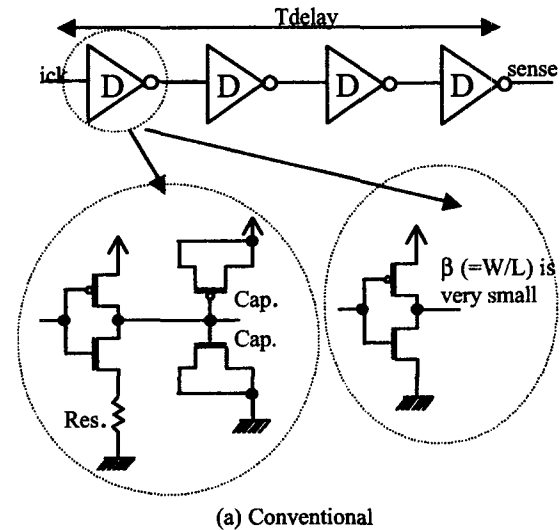 Tdelay
ick
D
D
D
D
sense
β (=W/L) is
very small
Cap.
Cap.
Res.
(a) Conventional